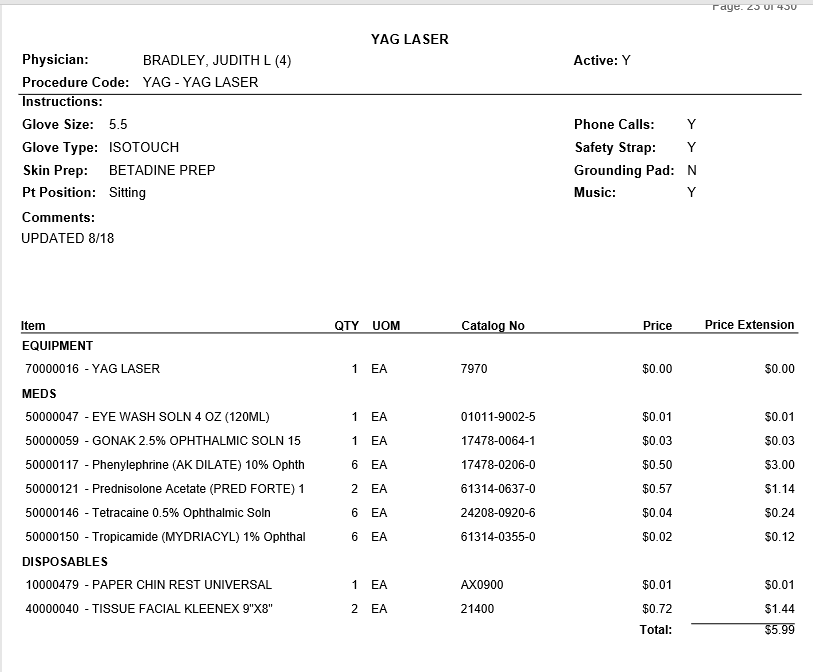 Page: 23 of 430
YAG LASER
Physician: BRADLEY, JUDITH L (4) Active: Y
Procedure Code: YAG - YAG LASER
Instructions:
Glove Size: 5.5 Phone Calls: Y
Glove Type: ISOTOUCH Safety Strap: Y
Skin Prep: BETADINE PREP Grounding Pad: N
Pt Position: Sitting Music: Y
Comments:
UPDATED 8/18
Item QTY UOM Catalog No Price Price Extension
EQUIPMENT
70000016 - YAG LASER 1 EA 7970 $0.00 $0.00
MEDS
50000047 - EYE WASH SOLN 4 OZ (120ML) 1 EA 01011-9002-5 $0.01 $0.01
50000059 - GONAK 2.5% OPHTHALMIC SOLN 15 1 EA 17478-0064-1 $0.03 $0.03
50000117 - Phenylephrine (AK DILATE) 10% Ophth 6 EA 17478-0206-0 $0.50 $3.00
50000121 - Prednisolone Acetate (PRED FORTE) 1 2 EA 61314-0637-0 $0.57 $1.14
50000146 - Tetracaine 0.5% Ophthalmic Soln 6 EA 24208-0920-6 $0.04 $0.24
50000150 - Tropicamide (MYDRIACYL) 1% Ophthal 6 EA 61314-0355-0 $0.02 $0.12
DISPOSABLES
10000479 - PAPER CHIN REST UNIVERSAL 1 EA AX0900 $0.01 $0.01
40000040 - TISSUE FACIAL KLEENEX 9"X8" 2 EA 21400 $0.72 $1.44
Total: $5.99